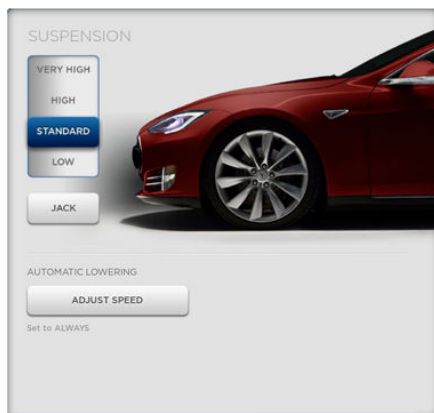 SUSPENSION
VERY HIGH
HIGH
STANDARD
LOW
JACK
AUTOMATIC LOWERING
ADJUST SPEED
Set to ALWAYS